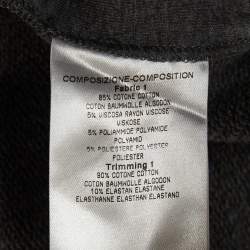 COMPOSIZIONE-COMPOSITION
Fabric 1
85% COTONE COTTON
COTON BAUMWOLLE ALGODON
5% VISCOSA RAYON VISCOSE
VISKOSE
5% POLIAMMIDE POLYAMIDE
POLYAMID
5% POLIESTERE POLYESTER
POLIESTER
Trimming 1
90% COTONE COTTON
COTON BAUMWOLLE ALGODON
10% ELASTAN ELASTANE
ELASTHANNE ELASTHAN ELASTANO